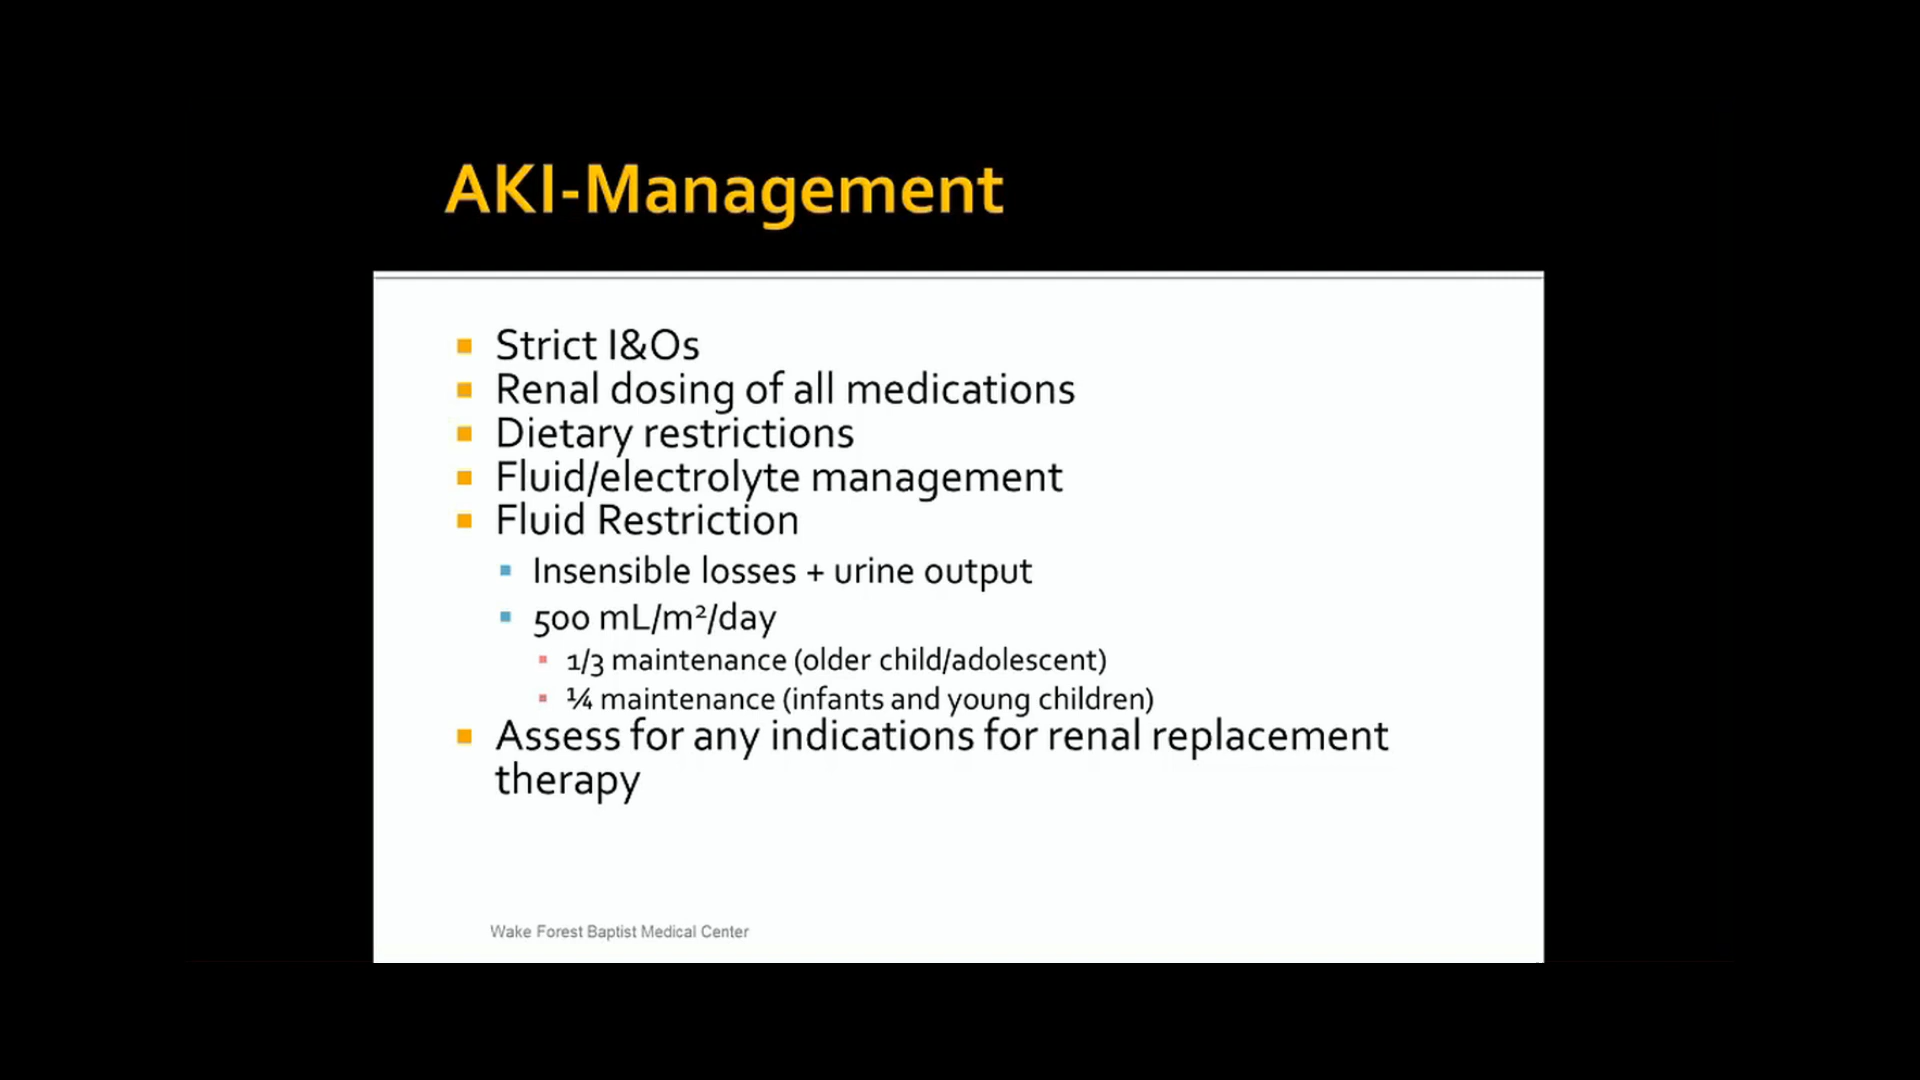 AKI-Management
Strict I&Os
Renal dosing of all medications
Dietary restrictions
Fluid/electrolyte management
Fluid Restriction
Insensible losses + urine output
500 mL/m²/day
1/3 maintenance (older child/adolescent)
¼ maintenance (infants and young children)
Assess for any indications for renal replacement
therapy
Wake Forest Baptist Medical Center